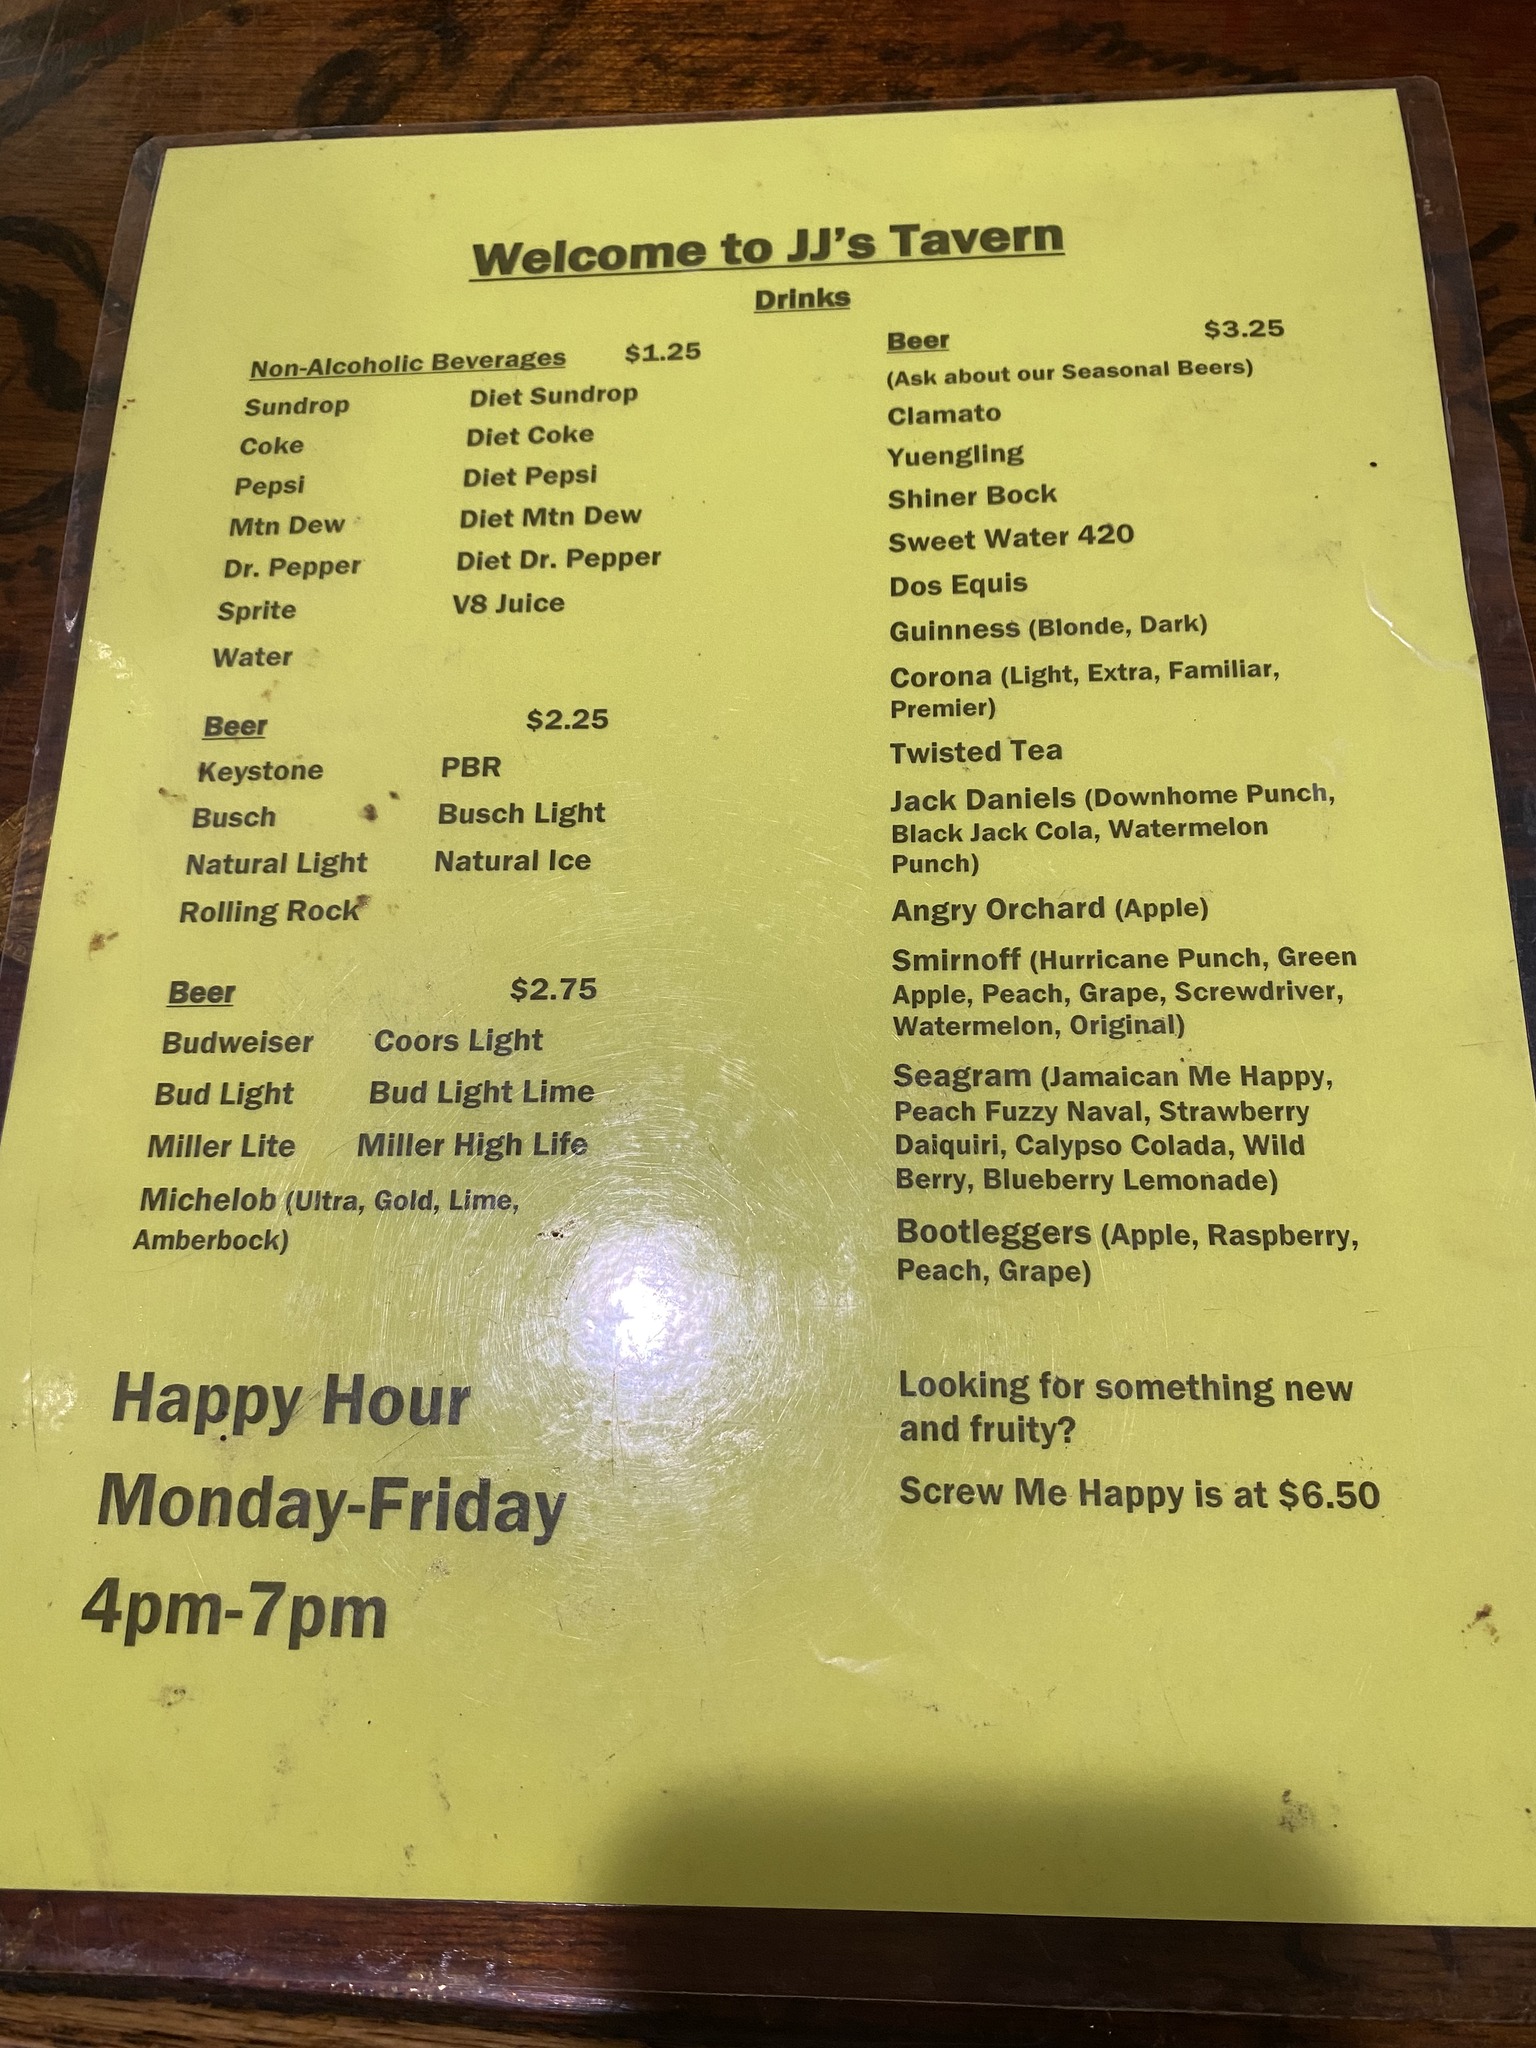 Welcome to JJ's Tavern
Drinks
Non-Alcoholic Beverages $1.25
Sundrop Diet Sundrop
Coke Diet Coke
Pepsi Diet Pepsi
Mtn Dew Diet Mtn Dew
Dr. Pepper Diet Dr. Pepper
Sprite V8 Juice
Water
Beer $2.25
Keystone PBR
Busch Busch Light
Natural Light Natural Ice
Rolling Rock
Beer $2.75
Budweiser Coors Light
Bud Light Bud Light Lime
Miller Lite Miller High Life
Michelob (Ultra, Gold, Lime,
Amberbock)
Happy Hour
Monday-Friday
4pm-7pm
Beer $3.25
(Ask about our Seasonal Beers)
Clamato
Yuengling
Shiner Bock
Sweet Water 420
Dos Equis
Guinness (Blonde, Dark)
Corona (Light, Extra, Familiar,
Premier)
Twisted Tea
Jack Daniels (Downhome Punch,
Black Jack Cola, Watermelon
Punch)
Angry Orchard (Apple)
Smirnoff (Hurricane Punch, Green
Apple, Peach, Grape, Screwdriver,
Watermelon, Original)
Seagram (Jamaican Me Happy,
Peach Fuzzy Naval, Strawberry
Daiquiri, Calypso Colada, Wild
Berry, Blueberry Lemonade)
Bootleggers (Apple, Raspberry,
Peach, Grape)
Looking for something new
and fruity?
Screw Me Happy is at $6.50